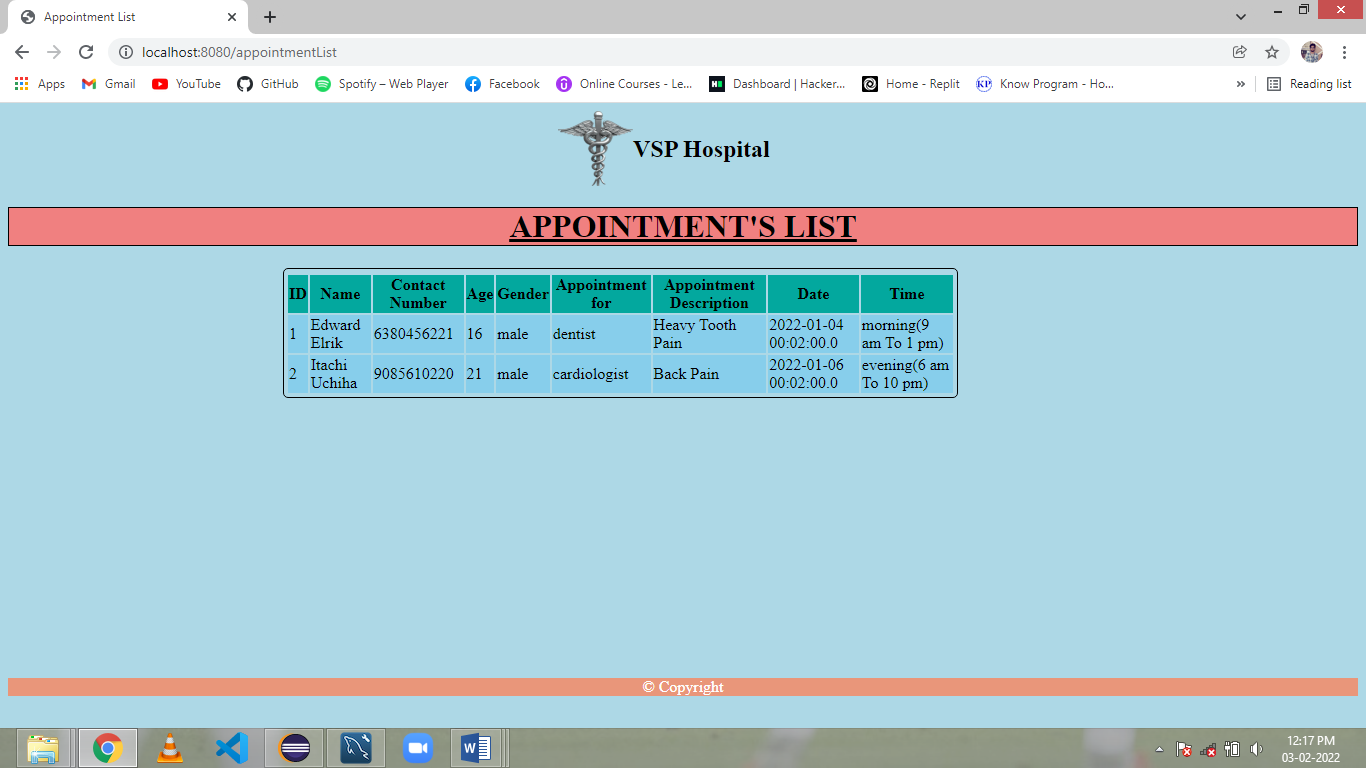 Appointment List
localhost:8080/appointmentList
Apps Gmail YouTube GitHub Spotify – Web Player Facebook Online Courses - Le... Dashboard | Hacker... Home - Replit KP Know Program - Ho... » Reading list
VSP Hospital
APPOINTMENT'S LIST
ID Name Contact Number Age Gender Appointment for Appointment Description Date Time
1 Edward Elrik 6380456221 16 male dentist Heavy Tooth Pain 2022-01-04 00:02:00.0 morning(9 am To 1 pm)
2 Itachi Uchiha 9085610220 21 male cardiologist Back Pain 2022-01-06 00:02:00.0 evening(6 am To 10 pm)
© Copyright
12:17 PM
03-02-2022